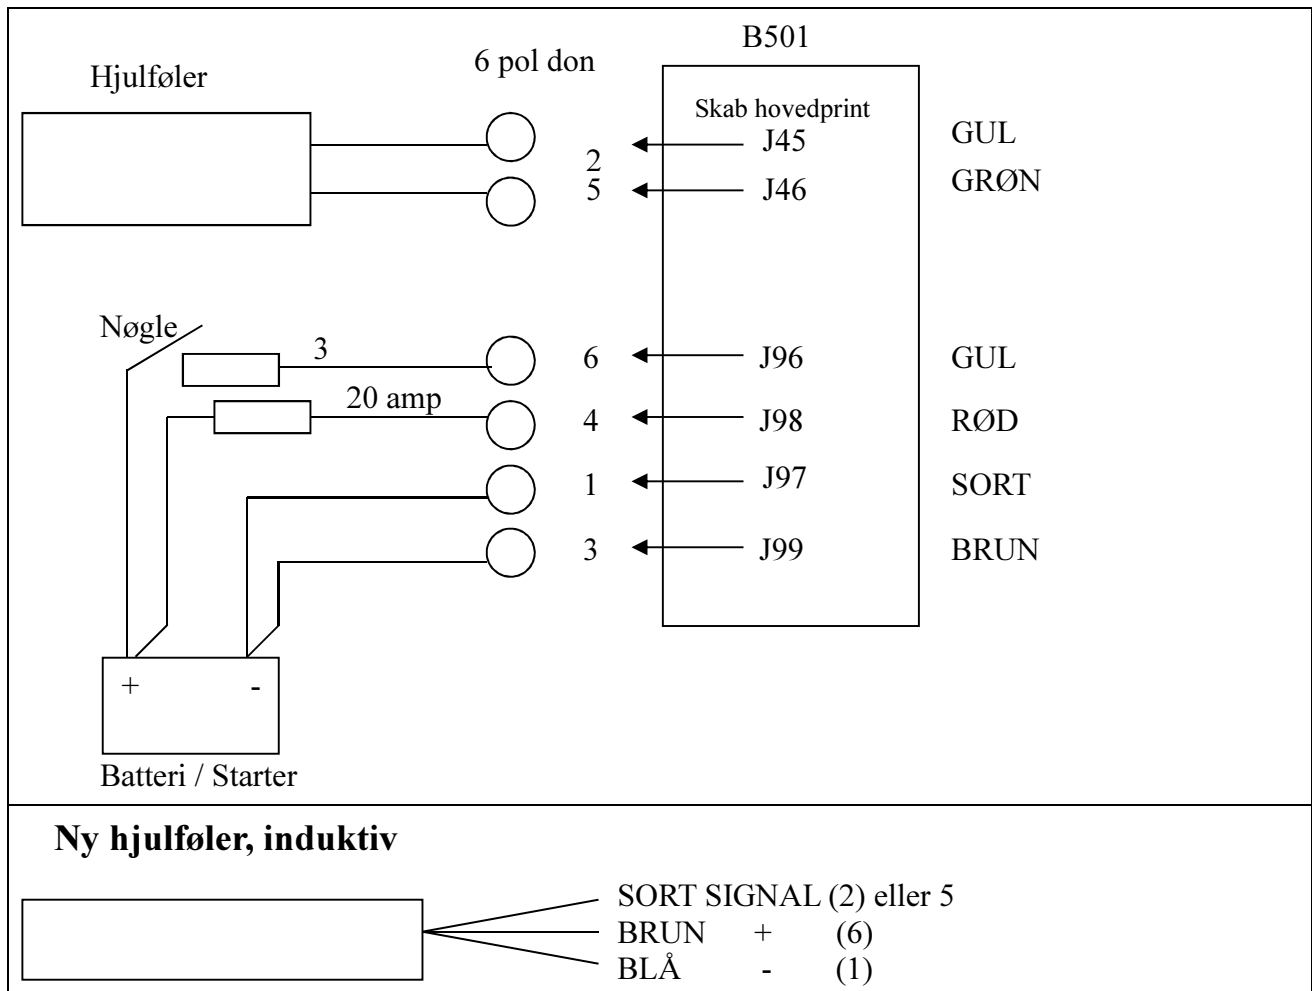 B501
6 pol don
Hjulføler
Skab hovedprint
J45 GUL
2
5 J46 GRØN
Nøgle
3 6 J96 GUL
20 amp 4 J98 RØD
1 J97 SORT
3 J99 BRUN
+ -
Batteri / Starter
Ny hjulføler, induktiv
SORT SIGNAL (2) eller 5
BRUN + (6)
BLÅ - (1)